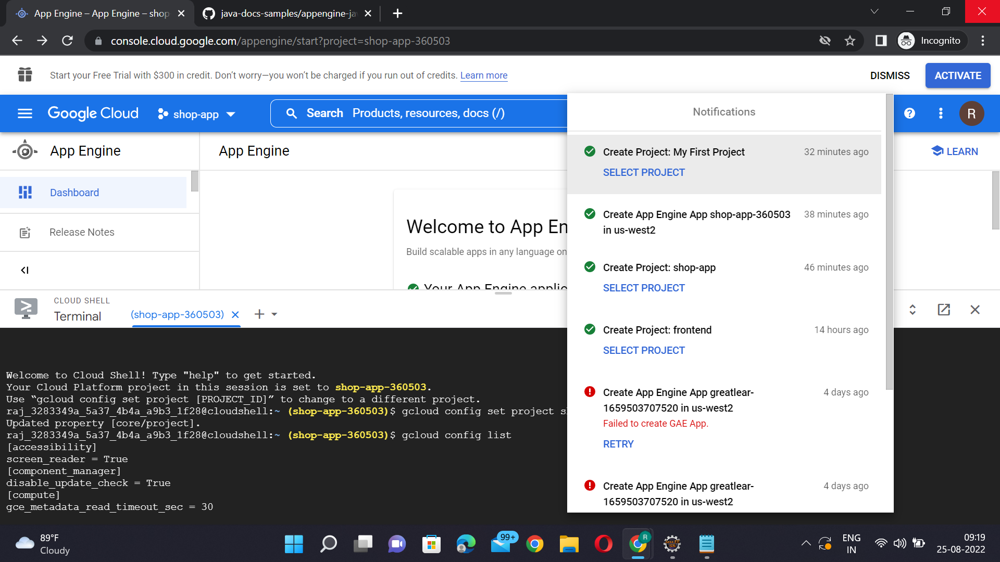 App Engine – App Engine – shop
java-docs-samples/appengine-ja
console.cloud.google.com/appengine/start?project=shop-app-360503
Incognito
Start your Free Trial with $300 in credit. Don’t worry—you won’t be charged if you run out of credits. Learn more
DISMISS
ACTIVATE
Google Cloud
shop-app
Search Products, resources, docs (/)
R
App Engine
App Engine
LEARN
Dashboard
Release Notes
Welcome to App En
Build scalable apps in any language on
Your App Engine applic
Notifications
Create Project: My First Project
32 minutes ago
SELECT PROJECT
Create App Engine App shop-app-360503
in us-west2
38 minutes ago
Create Project: shop-app
46 minutes ago
SELECT PROJECT
Create Project: frontend
14 hours ago
SELECT PROJECT
Create App Engine App greatlear-
1659503707520 in us-west2
4 days ago
Failed to create GAE App.
RETRY
Create App Engine App greatlear-
1659503707520 in us-west2
4 days ago
CLOUD SHELL
Terminal
(shop-app-360503)
Welcome to Cloud Shell! Type "help" to get started.
Your Cloud Platform project in this session is set to shop-app-360503.
Use “gcloud config set project [PROJECT_ID]” to change to a different project.
raj_3283349a_5a37_4b4a_a9b3_1f28@cloudshell:~ (shop-app-360503)$ gcloud config set project s
Updated property [core/project].
raj_3283349a_5a37_4b4a_a9b3_1f28@cloudshell:~ (shop-app-360503)$ gcloud config list
[accessibility]
screen_reader = True
[component_manager]
disable_update_check = True
[compute]
gce_metadata_read_timeout_sec = 30
89°F
Cloudy
99+
R
Java EE
IDE
ENG
IN
09:19
25-08-2022